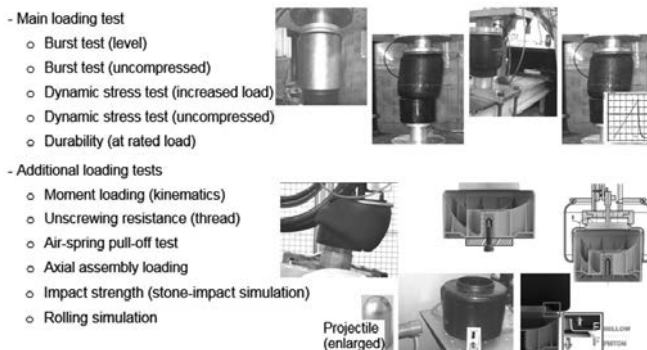 - Main loading test
o Burst test (level)
o Burst test (uncompressed)
o Dynamic stress test (increased load)
o Dynamic stress test (uncompressed)
o Durability (at rated load)
- Additional loading tests
o Moment loading (kinematics)
o Unscrewing resistance (thread)
o Air-spring pull-off test
o Axial assembly loading
o Impact strength (stone-impact simulation)
o Rolling simulation
Projectile
(enlarged)
PISTON